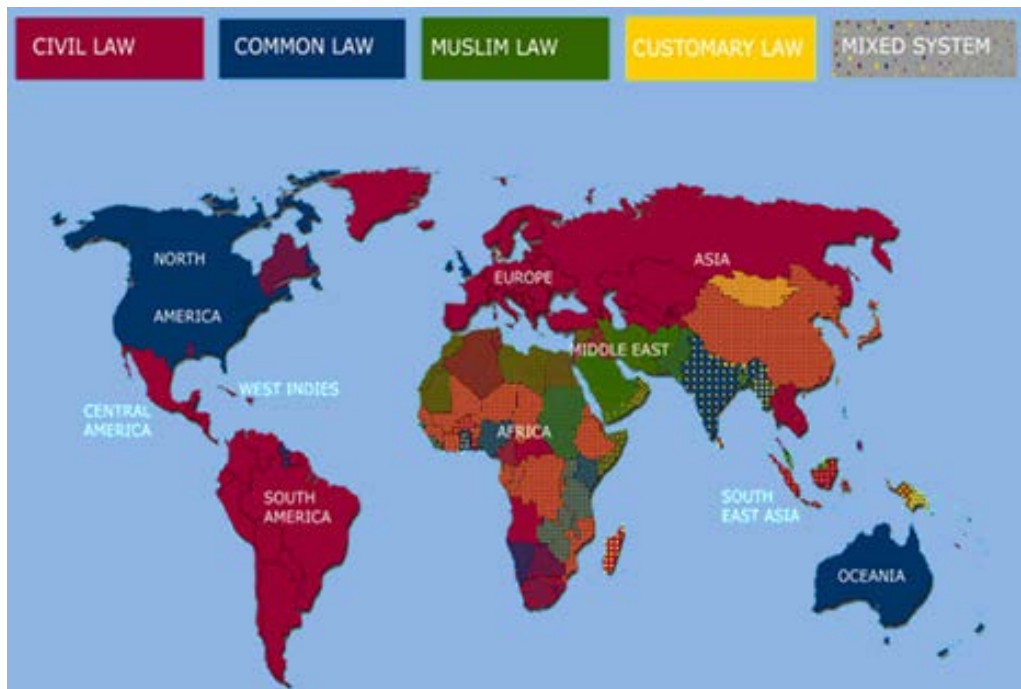 CIVIL LAW
COMMON LAW
MUSLIM LAW
CUSTOMARY LAW
MIXED SYSTEM
NORTH
AMERICA
EUROPE
ASIA
MIDDLE EAST
WEST INDIES
CENTRAL
AMERICA
AFRICA
SOUTH
AMERICA
SOUTH
EAST ASIA
OCEANIA